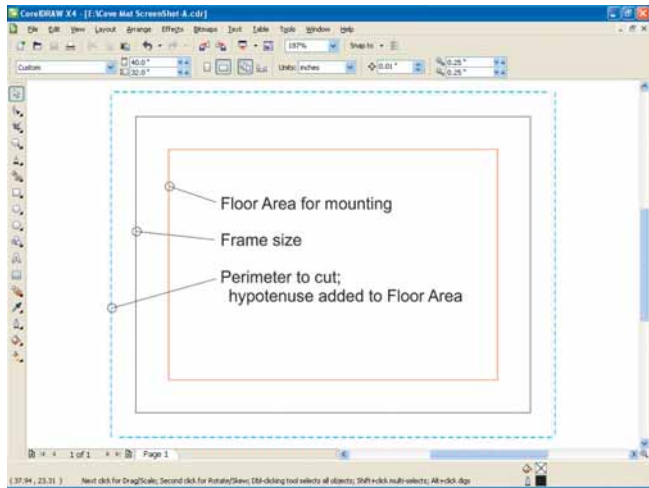 CorelDRAW X4 - [E:\Cove Mat ScreenShot-A.cdr]
File Edit View Layout Arrange Effects Bitmaps Text Table Tools Window Help
187% Snap to
Custom 40.0" 32.0" Units: inches 0.01" 0.25" 0.25"
Floor Area for mounting
Frame size
Perimeter to cut;
hypotenuse added to Floor Area
1 of 1 Page 1
(37.94, 23.31) Next click for Drag/Scale; Second click for Rotate/Skew; Dbl-clicking tool selects all objects; Shift+click multi-selects; Alt+click digs